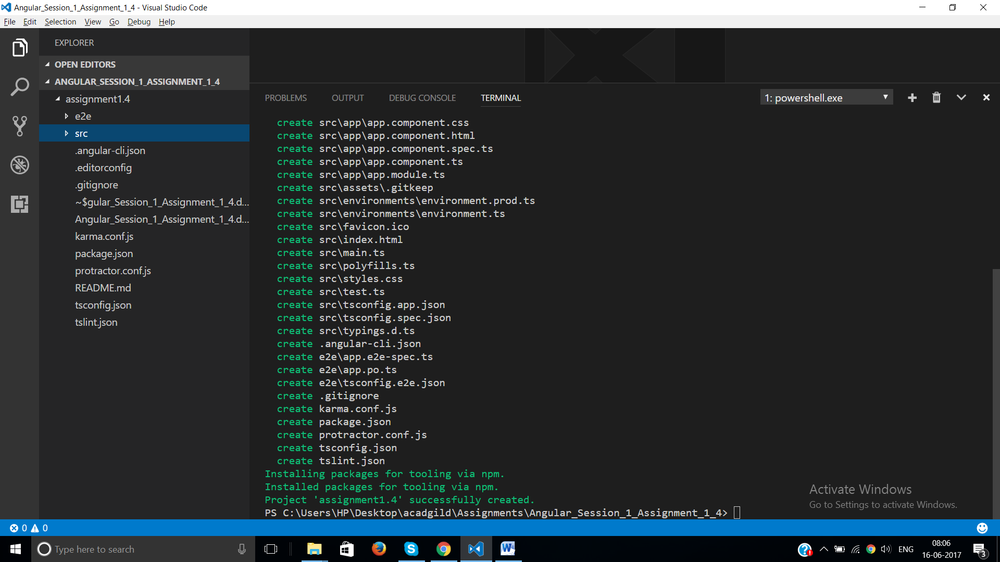 Angular_Session_1_Assignment_1_4 - Visual Studio Code
File Edit Selection View Go Debug Help
EXPLORER
OPEN EDITORS
ANGULAR_SESSION_1_ASSIGNMENT_1_4
assignment1.4
e2e
src
.angular-cli.json
.editorconfig
.gitignore
~$gular_Session_1_Assignment_1_4.d...
Angular_Session_1_Assignment_1_4.d...
karma.conf.js
package.json
protractor.conf.js
README.md
tsconfig.json
tslint.json
PROBLEMS OUTPUT DEBUG CONSOLE TERMINAL 1: powershell.exe
create src\app\app.component.css
create src\app\app.component.html
create src\app\app.component.spec.ts
create src\app\app.component.ts
create src\app\app.module.ts
create src\assets\.gitkeep
create src\environments\environment.prod.ts
create src\environments\environment.ts
create src\favicon.ico
create src\index.html
create src\main.ts
create src\polyfills.ts
create src\styles.css
create src\test.ts
create src\tsconfig.app.json
create src\tsconfig.spec.json
create src\typings.d.ts
create .angular-cli.json
create e2e\app.e2e-spec.ts
create e2e\app.po.ts
create e2e\tsconfig.e2e.json
create .gitignore
create karma.conf.js
create package.json
create protractor.conf.js
create tsconfig.json
create tslint.json
Installing packages for tooling via npm.
Installed packages for tooling via npm.
Project 'assignment1.4' successfully created.
PS C:\Users\HP\Desktop\acadgild\Assignments\Angular_Session_1_Assignment_1_4>
Activate Windows
Go to Settings to activate Windows.
0 0
Type here to search
ENG
08:06
16-06-2017
3